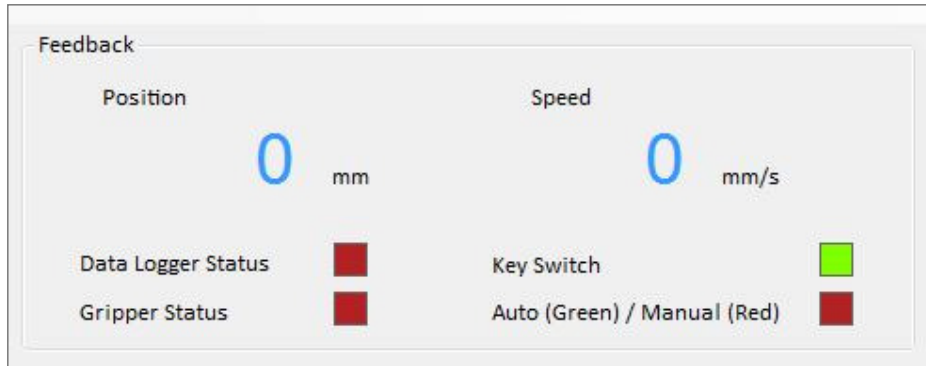 Feedback
Position Speed
0 mm 0 mm/s
Data Logger Status Key Switch
Gripper Status Auto (Green) / Manual (Red)